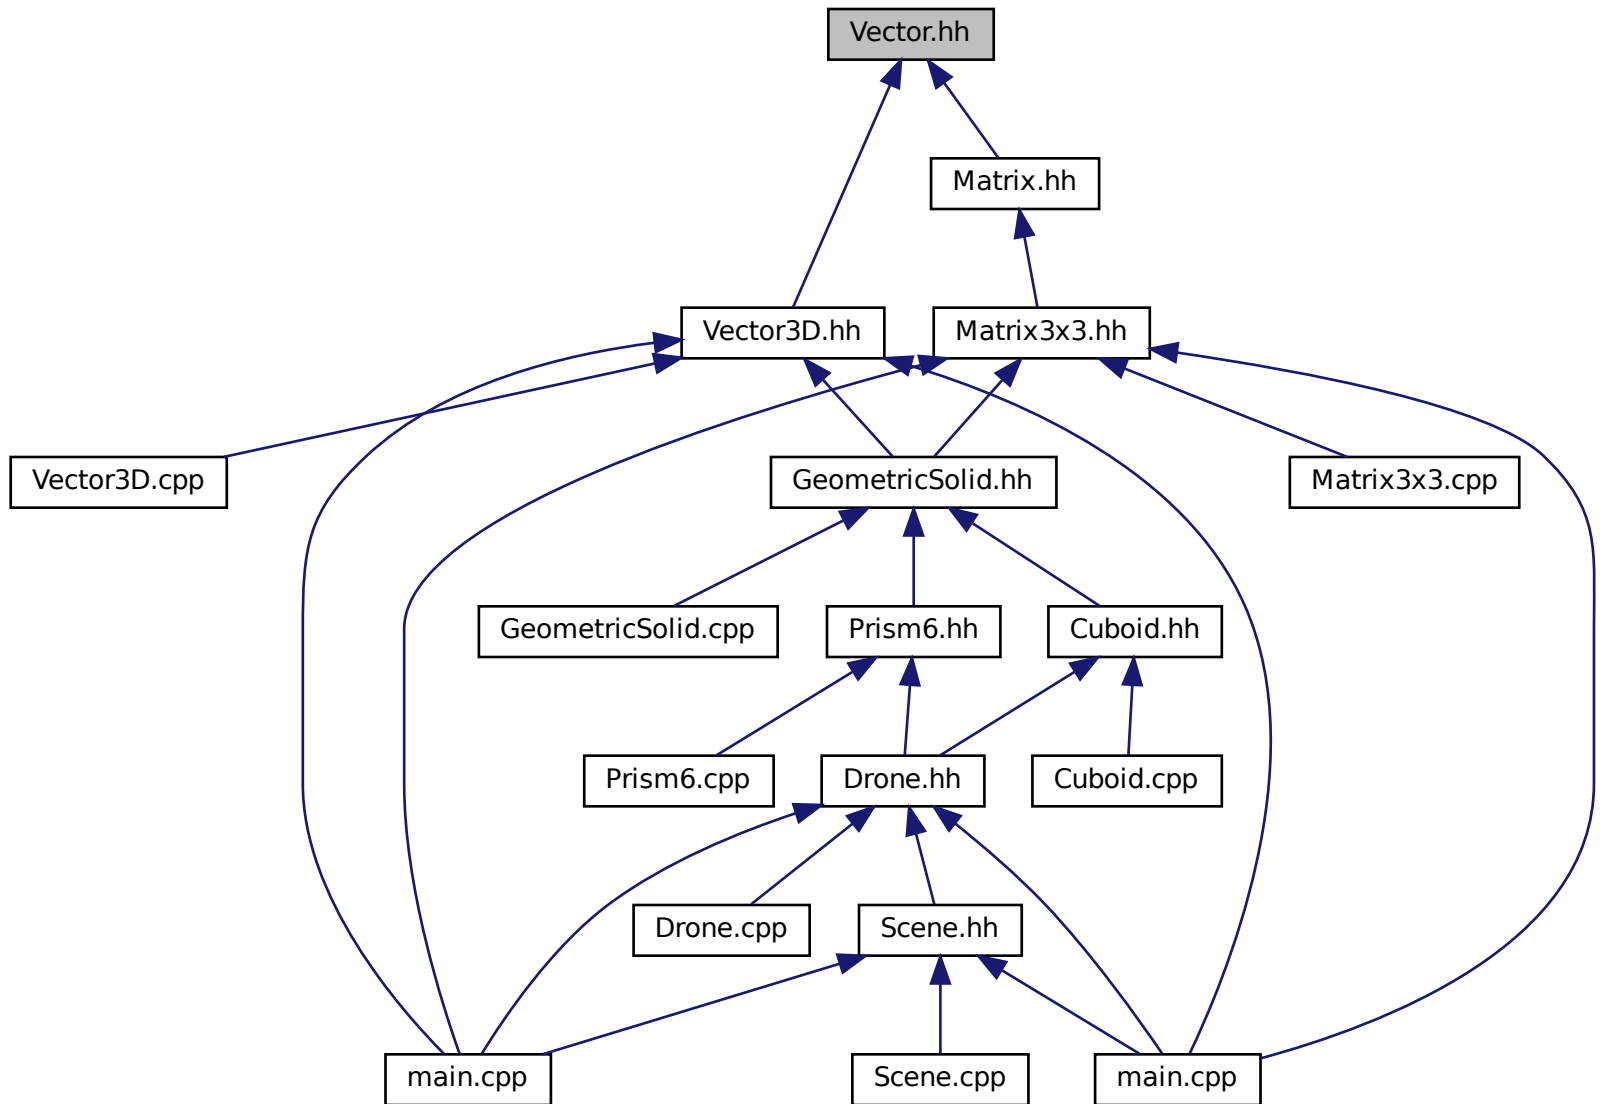 Vector.hh
Matrix.hh
Vector3D.hh
Matrix3x3.hh
Vector3D.cpp
GeometricSolid.hh
Matrix3x3.cpp
GeometricSolid.cpp
Prism6.hh
Cuboid.hh
Prism6.cpp
Drone.hh
Cuboid.cpp
Drone.cpp
Scene.hh
main.cpp
Scene.cpp
main.cpp